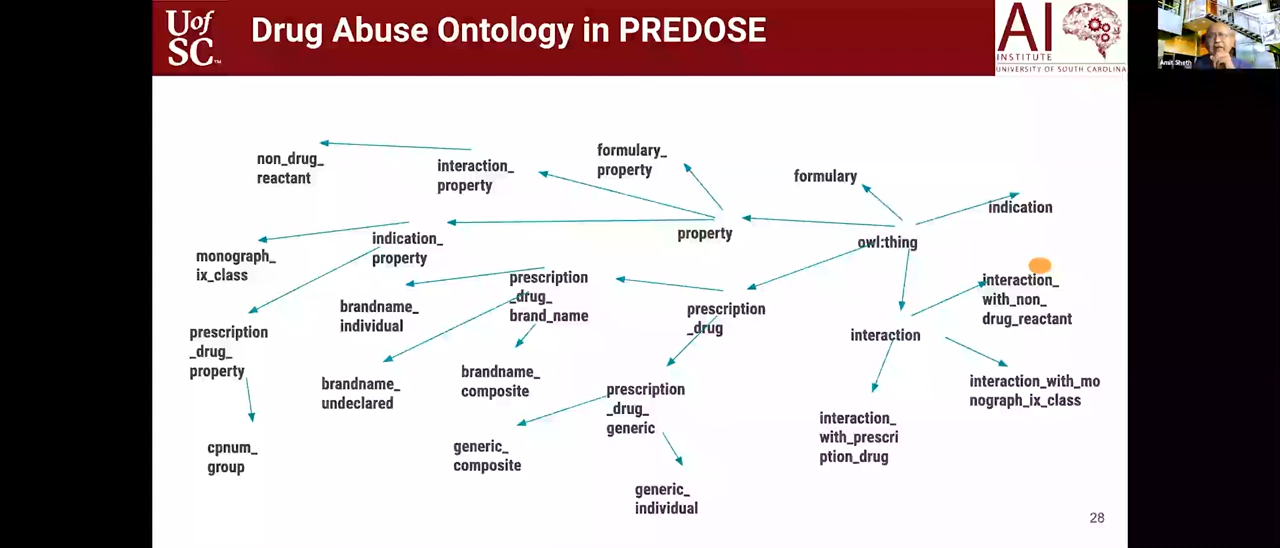 UofSC™
Drug Abuse Ontology in PREDOSE
AI
INSTITUTE
UNIVERSITY OF SOUTH CAROLINA
Amit Sheth
non_drug_
reactant
interaction_
property
formulary_
property
formulary
indication
property
owl:thing
indication_
property
monograph_
ix_class
prescription
_drug_
brand_name
interaction_
with_non_
drug_reactant
brandname_
individual
prescription
_drug
interaction
prescription
_drug_
property
brandname_
undeclared
brandname_
composite
prescription
_drug_
generic
interaction_with_mo
nograph_ix_class
interaction_
with_prescri
ption_drug
cpnum_
group
generic_
composite
generic_
individual
28